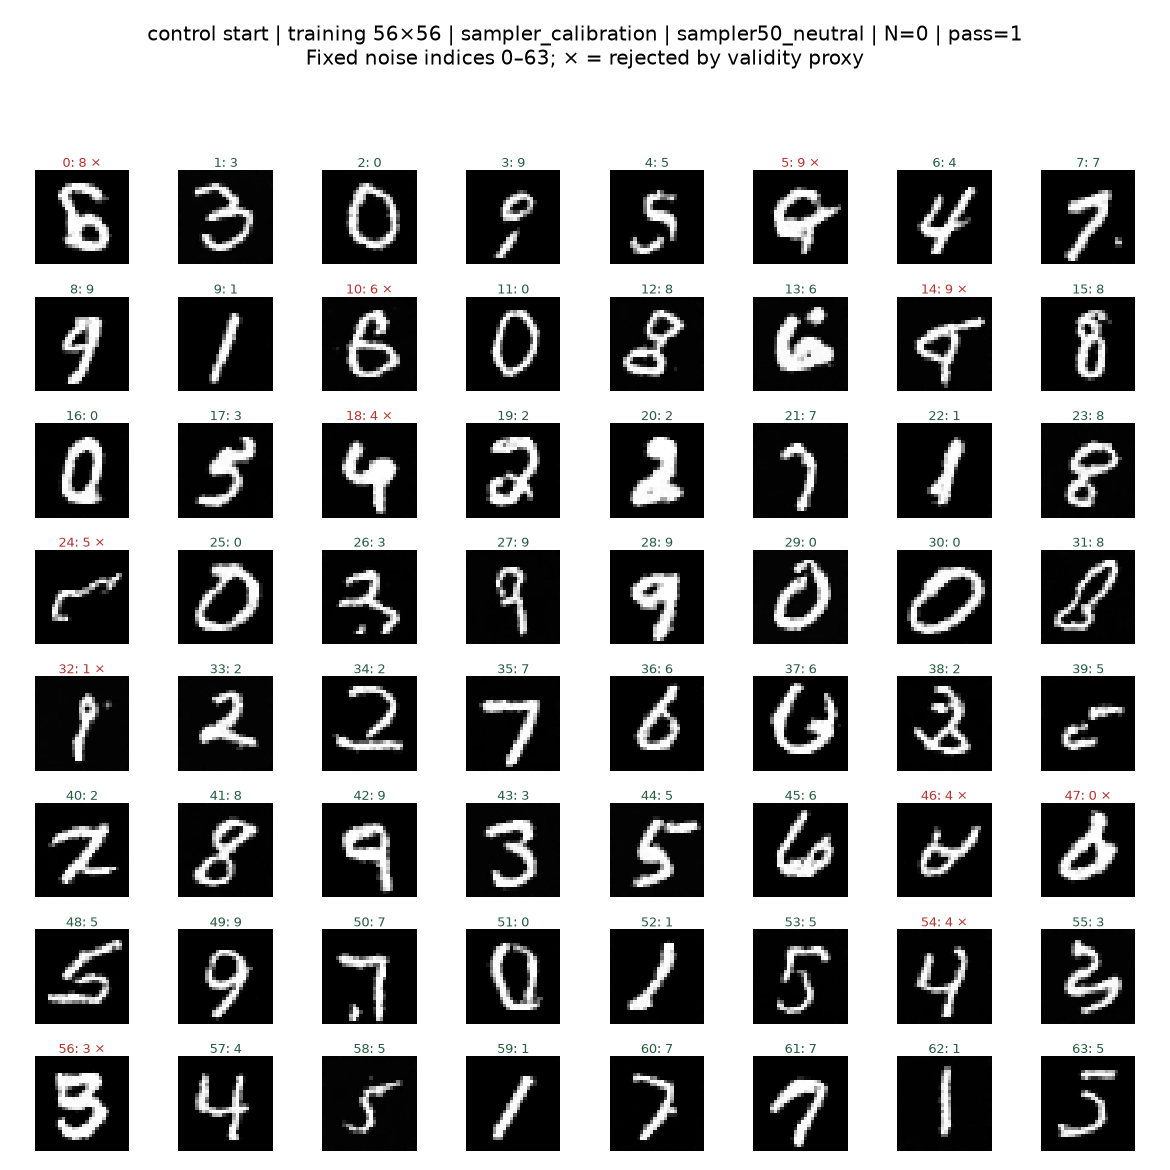 control start | training 56×56 | sampler_calibration | sampler50_neutral | N=0 | pass=1
Fixed noise indices 0–63; × = rejected by validity proxy
0: 8 × 1: 3 2: 0 3: 9 4: 5 5: 9 × 6: 4 7: 7
8: 9 9: 1 10: 6 × 11: 0 12: 8 13: 6 14: 9 × 15: 8
16: 0 17: 3 18: 4 × 19: 2 20: 2 21: 7 22: 1 23: 8
24: 5 × 25: 0 26: 3 27: 9 28: 9 29: 0 30: 0 31: 8
32: 1 × 33: 2 34: 2 35: 7 36: 6 37: 6 38: 2 39: 5
40: 2 41: 8 42: 9 43: 3 44: 5 45: 6 46: 4 × 47: 0 ×
48: 5 49: 9 50: 7 51: 0 52: 1 53: 5 54: 4 × 55: 3
56: 3 × 57: 4 58: 5 59: 1 60: 7 61: 7 62: 1 63: 5